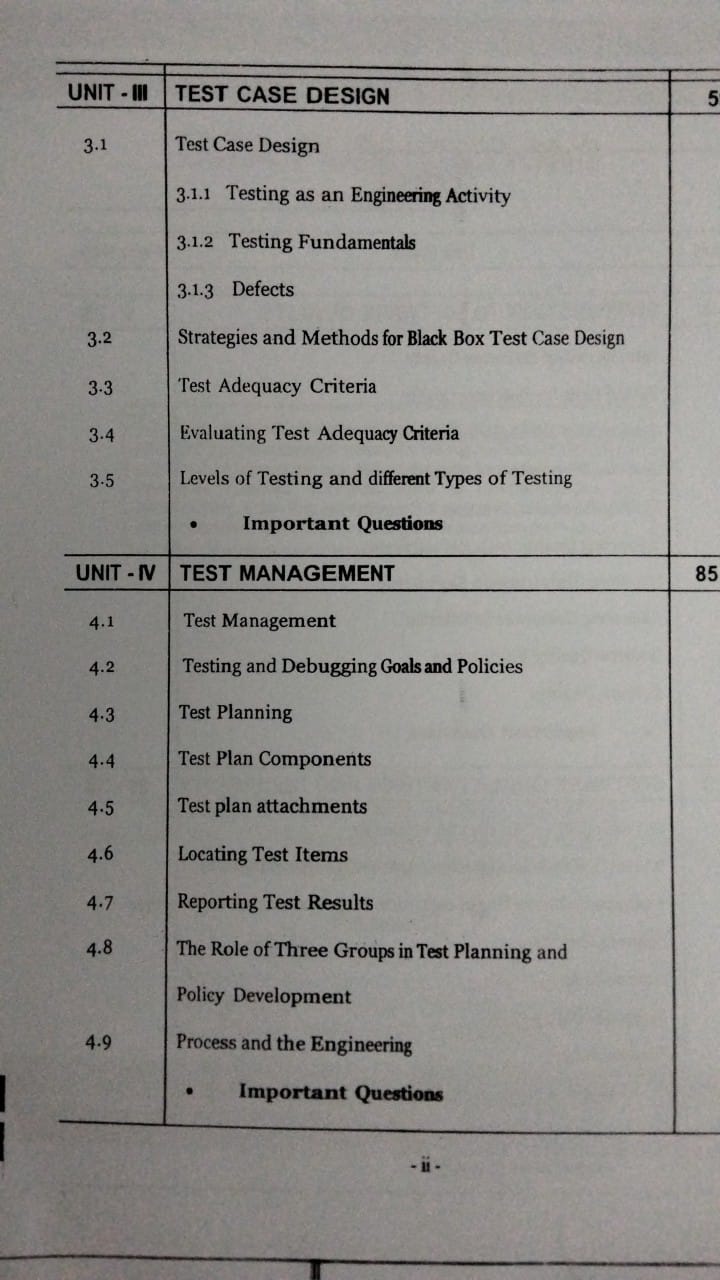 UNIT - III TEST CASE DESIGN 5
3.1 Test Case Design
3.1.1 Testing as an Engineering Activity
3.1.2 Testing Fundamentals
3.1.3 Defects
3.2 Strategies and Methods for Black Box Test Case Design
3.3 Test Adequacy Criteria
3.4 Evaluating Test Adequacy Criteria
3.5 Levels of Testing and different Types of Testing
• Important Questions
UNIT - IV TEST MANAGEMENT 85
4.1 Test Management
4.2 Testing and Debugging Goals and Policies
4.3 Test Planning
4.4 Test Plan Components
4.5 Test plan attachments
4.6 Locating Test Items
4.7 Reporting Test Results
4.8 The Role of Three Groups in Test Planning and
Policy Development
4.9 Process and the Engineering
• Important Questions
- ii -